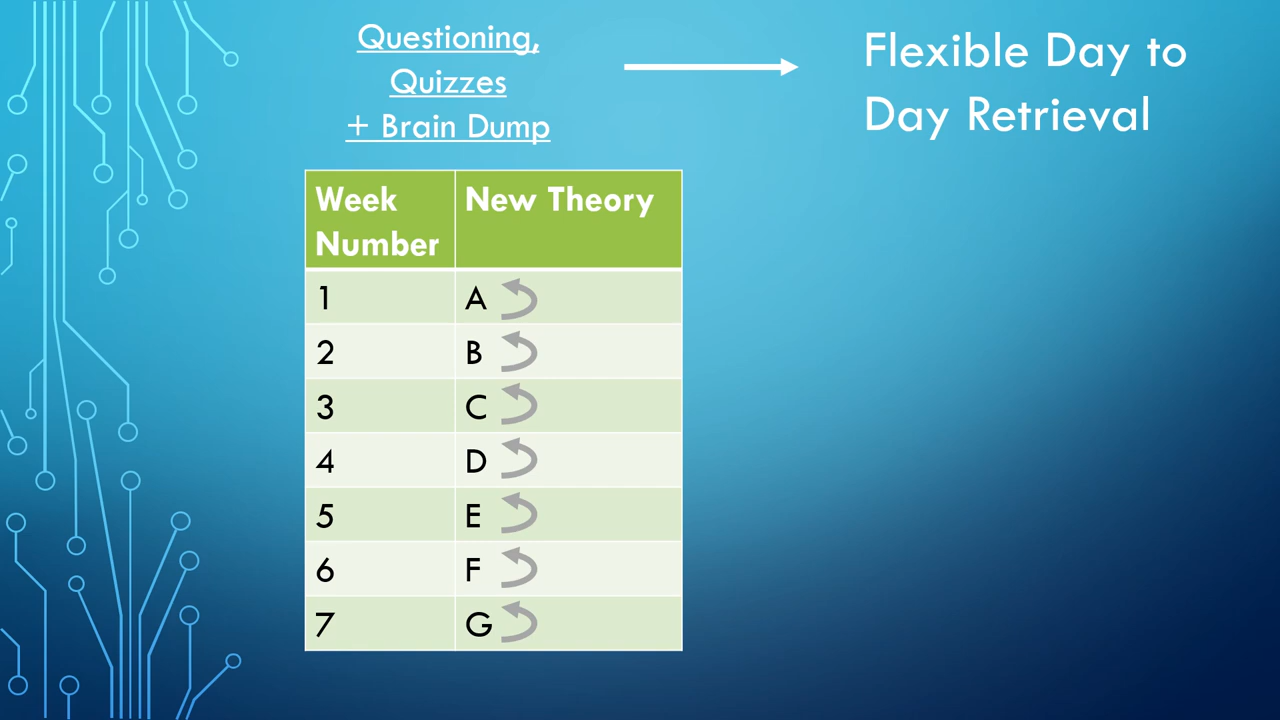 Questioning,
Quizzes
+ Brain Dump
Flexible Day to
Day Retrieval
Week
Number
New Theory
1 A
2 B
3 C
4 D
5 E
6 F
7 G